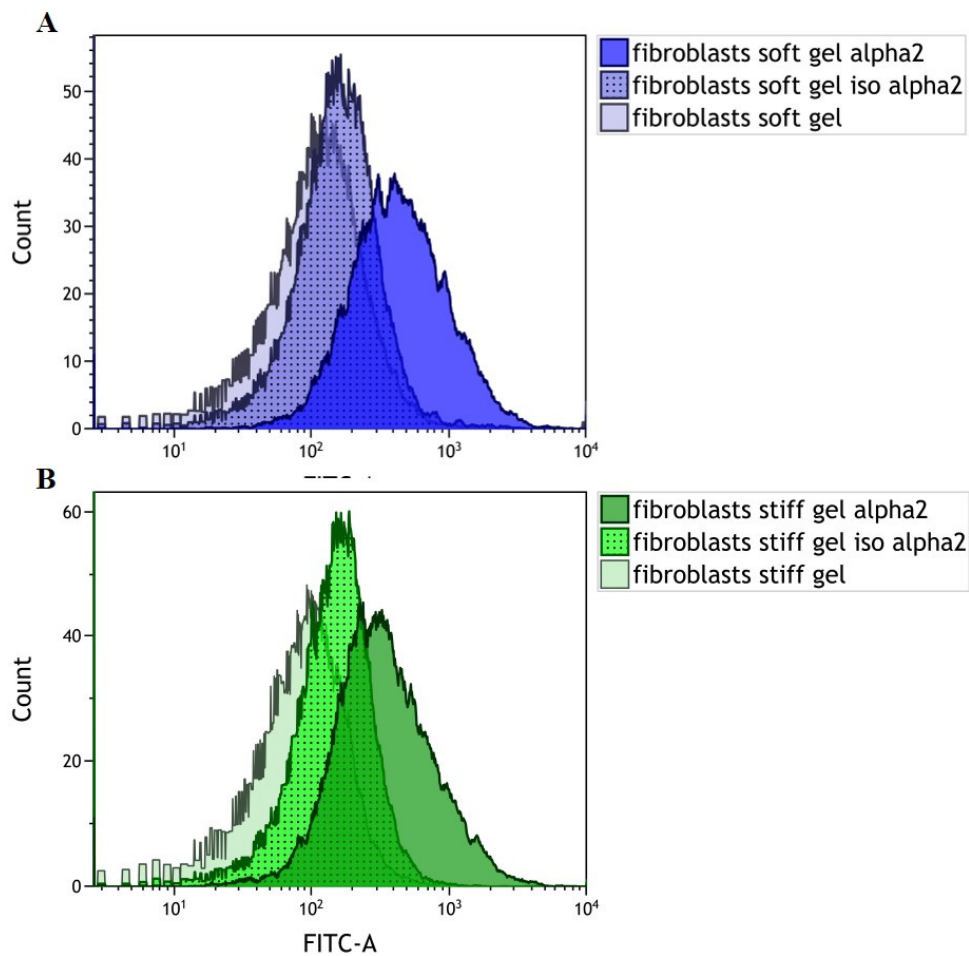 A
fibroblasts soft gel alpha2
fibroblasts soft gel iso alpha2
fibroblasts soft gel
Count
50
40
30
20
10
0
10¹
10²
10³
10⁴
B
fibroblasts stiff gel alpha2
fibroblasts stiff gel iso alpha2
fibroblasts stiff gel
Count
60
40
20
0
10¹
10²
10³
10⁴
FITC-A